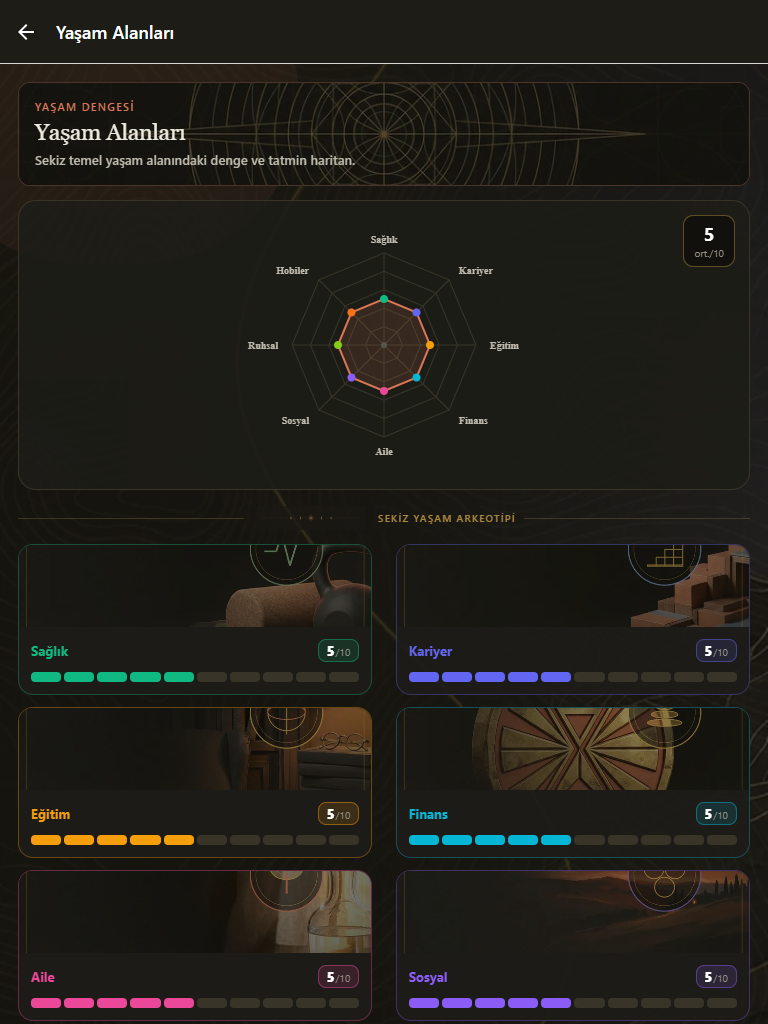 Yaşam Alanları
YAŞAM DENGESİ
Yaşam Alanları
Sekiz temel yaşam alanındaki denge ve tatmin haritan.
5
ort./10
Sağlık
Hobiler
Kariyer
Ruhsal
Eğitim
Sosyal
Finans
Aile
SEKİZ YAŞAM ARKEOTİPİ
Sağlık
5/10
Kariyer
5/10
Eğitim
5/10
Finans
5/10
Aile
5/10
Sosyal
5/10